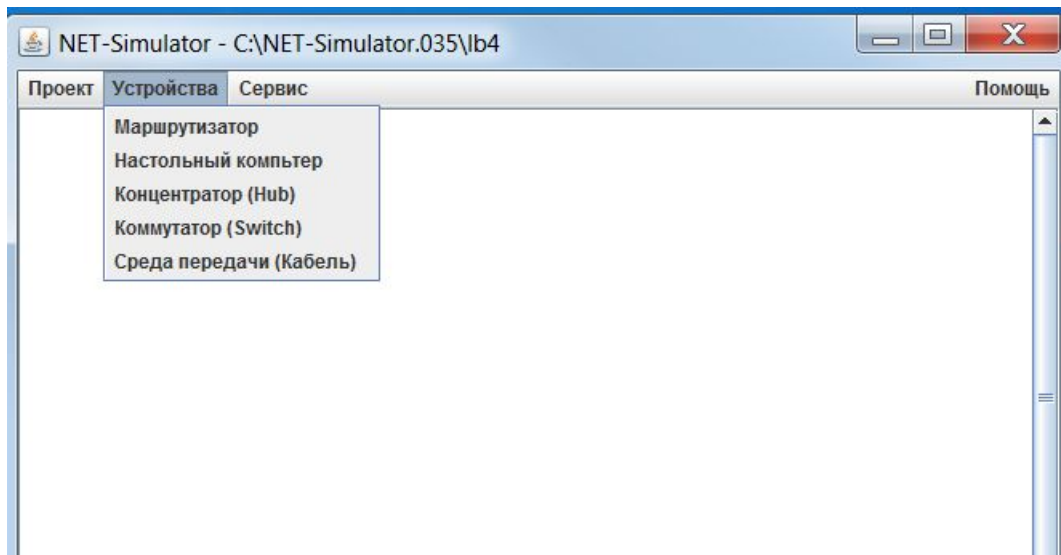 NET-Simulator - C:\NET-Simulator.035\lb4
Проект Устройства Сервис Помощь
Маршрутизатор
Настольный компьтер
Концентратор (Hub)
Коммутатор (Switch)
Среда передачи (Кабель)